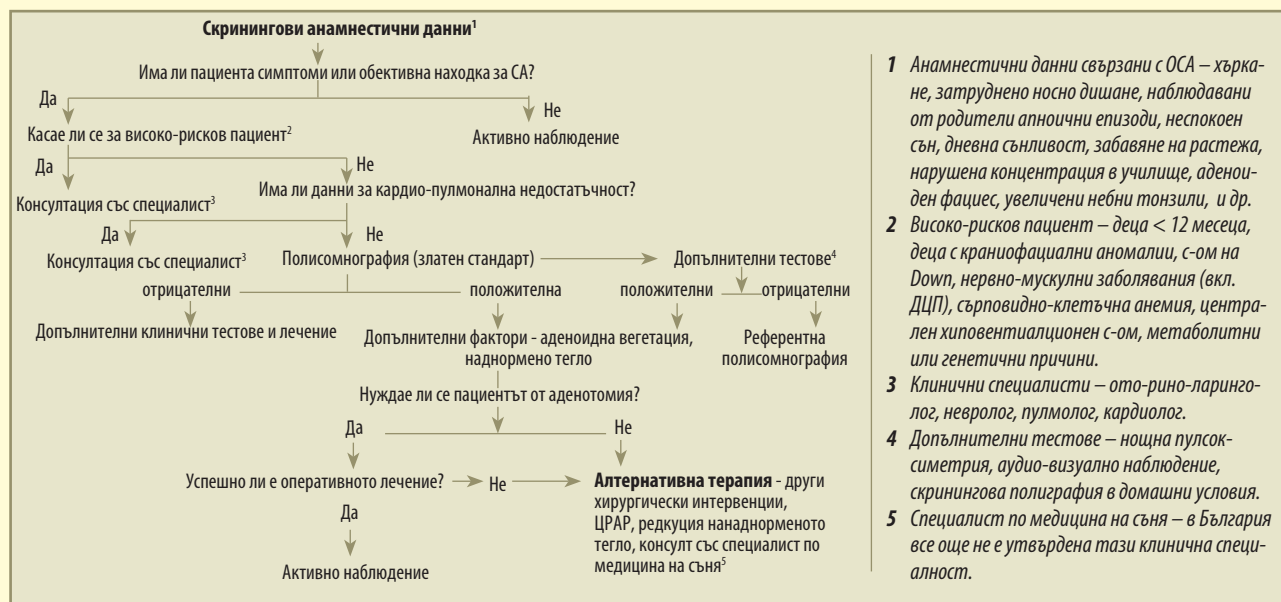 Скринингови анамнестични данни1
Има ли пациента симптоми или обективна находка за СА?
Да
Не
Касае ли се за високо-рисков пациент2
Активно наблюдение
Да
Не
Има ли данни за кардио-пулмонална недостатъчност?
Консултация със специалист3
Да
Не
Консултация със специалист3
Полисомнография (златен стандарт)
Допълнителни тестове4
отрицателни
положителна
положителни
отрицателни
Допълнителни клинични тестове и лечение
Допълнителни фактори - аденоидна вегетация,
наднормено тегло
Референтна
полисомнография
Нуждае ли се пациентът от аденотомия?
Да
Не
Успешно ли е оперативното лечение?
Не
Алтернативна терапия - други
хирургически интервенции,
ЦPAP, редкуция нанаднорменото
тегло, консулт със специалист по
медицина на съня5
Да
Активно наблюдение
1 Анамнестични данни свързани с ОСА – хърка-
не, затруднено носно дишане, наблюдавани
от родители апноични епизоди, неспокоен
сън, дневна сънливост, забавяне на растежа,
нарушена концентрация в училище, аденои-
ден фациес, увеличени небни тонзили, и др.
2 Високо-рисков пациент – деца < 12 месеца,
деца с краниофациални аномалии, с-ом на
Down, нервно-мускулни заболявания (вкл.
ДЦП), сърповидно-клетъчна анемия, центра-
лен хиповентиалционен с-ом, метаболитни
или генетични причини.
3 Клинични специалисти – ото-рино-ларинго-
лог, невролог, пулмолог, кардиолог.
4 Допълнителни тестове – нощна пулсок-
симетрия, аудио-визуално наблюдение,
скринингова полиграфия в домашни условия.
5 Специалист по медицина на съня – в България
все още не е утвърдена тази клинична специ-
алност.